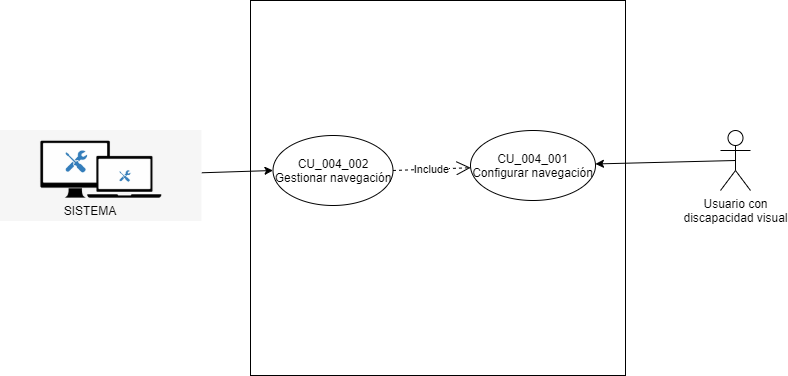 CU_004_002
Gestionar navegación
Include
CU_004_001
Configurar navegación
SISTEMA
Usuario con
discapacidad visual